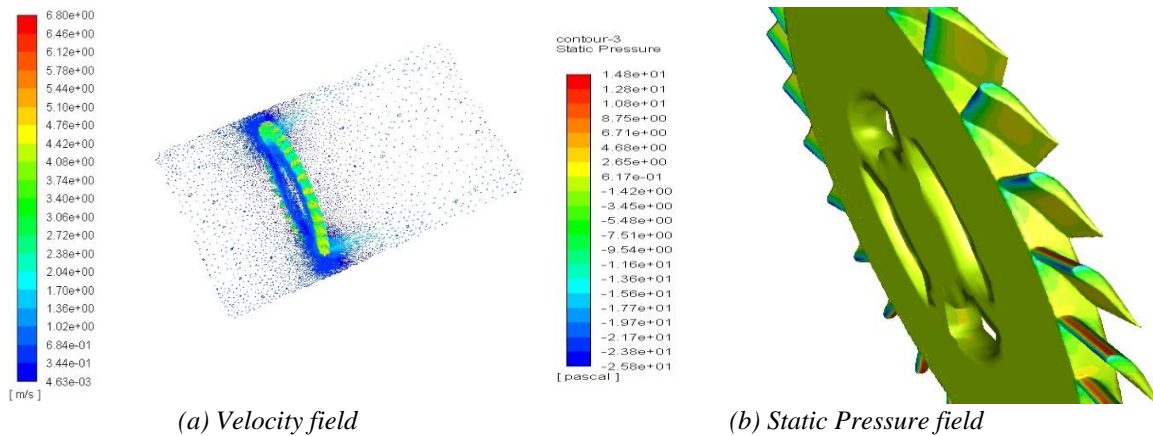 6.80e+00
6.46e+00
6.12e+00
5.78e+00
5.44e+00
5.10e+00
4.76e+00
4.42e+00
4.08e+00
3.74e+00
3.40e+00
3.06e+00
2.72e+00
2.38e+00
2.04e+00
1.70e+00
1.36e+00
1.02e+00
6.84e-01
3.44e-01
4.63e-03
[ m/s ]
contour-3
Static Pressure
1.48e+01
1.28e+01
1.08e+01
8.75e+00
6.71e+00
4.68e+00
2.65e+00
6.17e-01
-1.42e+00
-3.45e+00
-5.48e+00
-7.51e+00
-9.54e+00
-1.16e+01
-1.36e+01
-1.56e+01
-1.77e+01
-1.97e+01
-2.17e+01
-2.38e+01
-2.58e+01
[ pascal ]
(a) Velocity field
(b) Static Pressure field